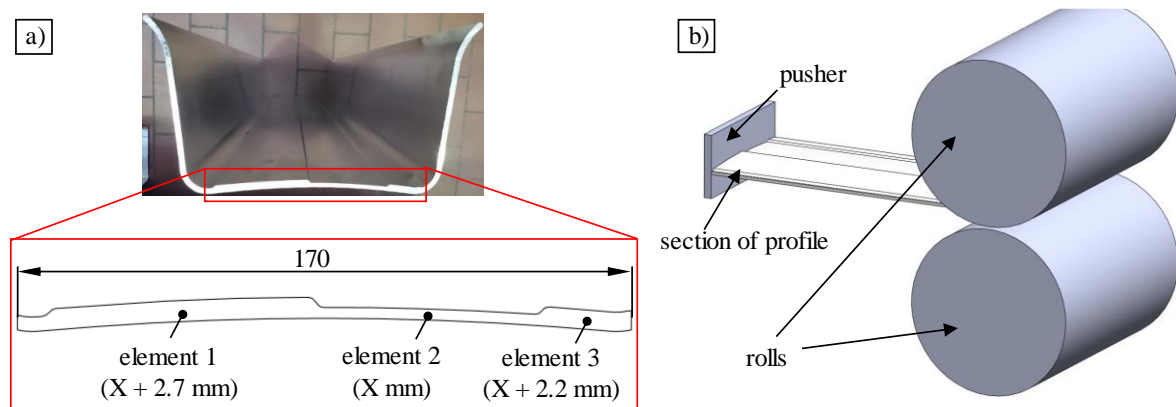 a)
170
element 1
(X + 2.7 mm)
element 2
(X mm)
element 3
(X + 2.2 mm)
b)
pusher
section of profile
rolls